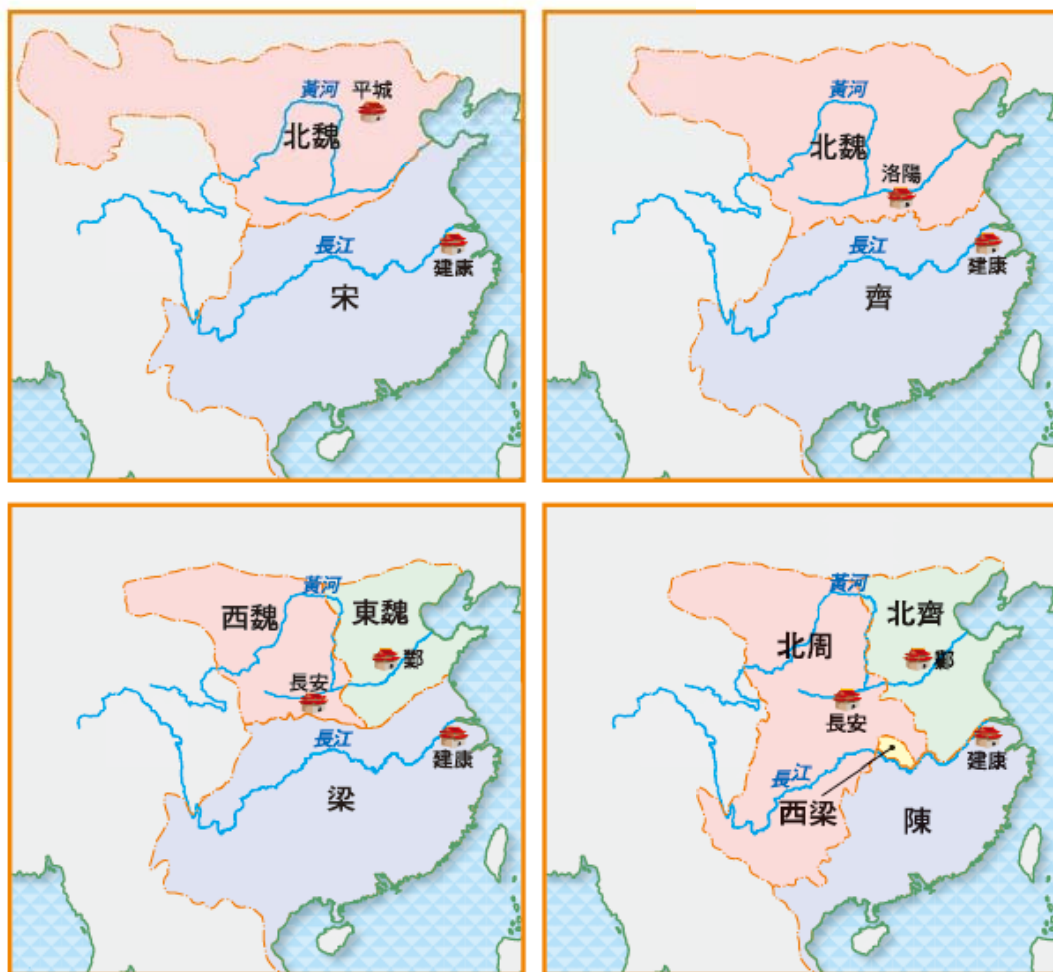 黃河
平城
北魏
長江
建康
宋
黃河
北魏
洛陽
長江
建康
齊
黃河
西魏
東魏
鄴
長安
長江
建康
梁
黃河
北齊
北周
鄴
長安
建康
長江
西梁
陳